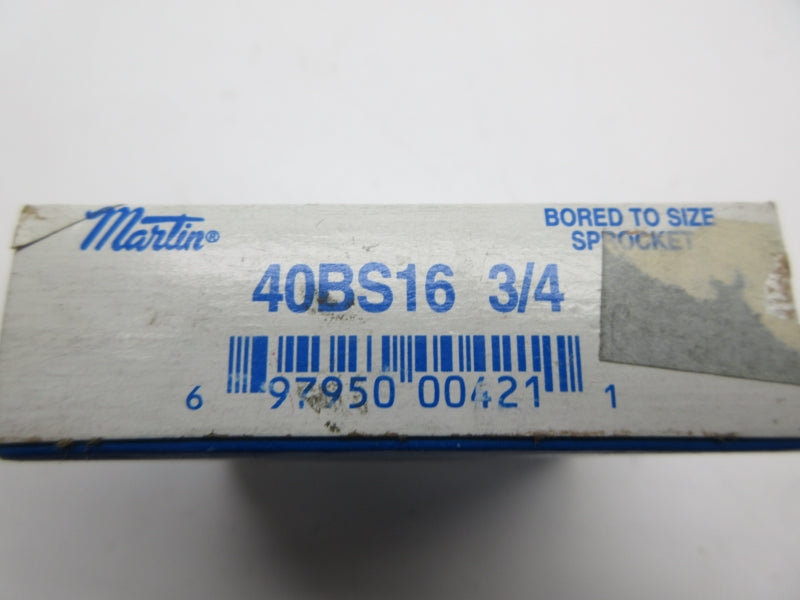 Martin®
BORED TO SIZE
SPROCKET
40BS16 3/4
6 97950 00421 1